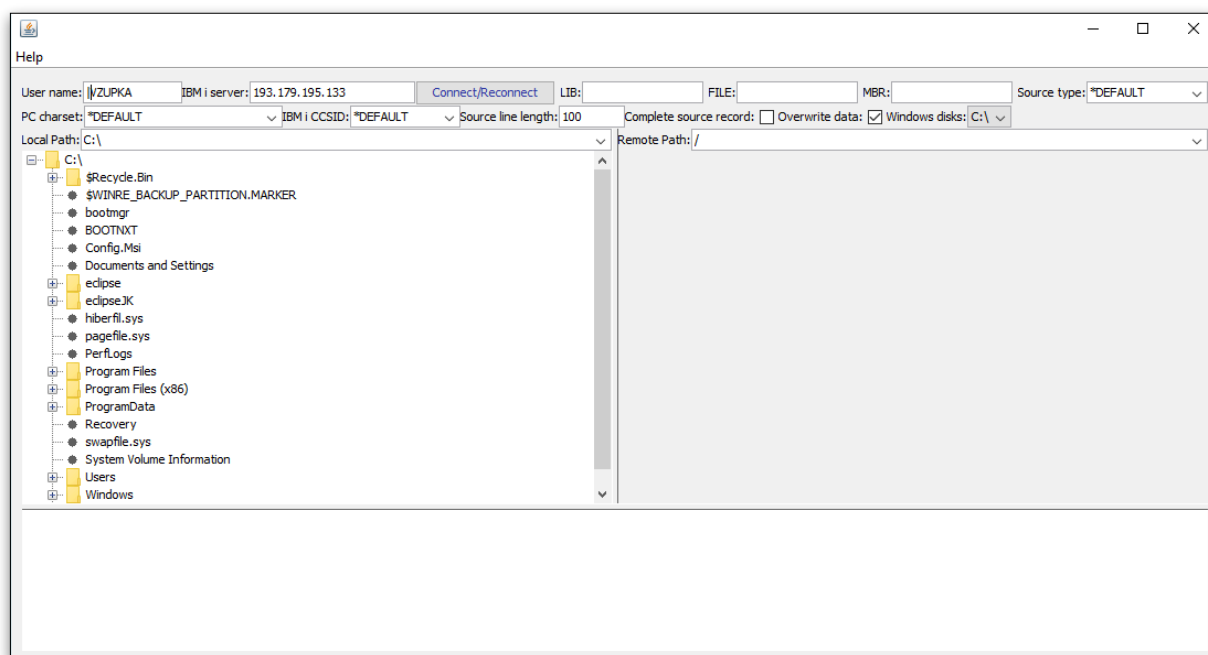 Help
User name: VZUPKA IBM i server: 193.179.195.133 Connect/Reconnect LIB: FILE: MBR: Source type: *DEFAULT
PC charset: *DEFAULT IBM i CCSID: *DEFAULT Source line length: 100 Complete source record: Overwrite data: Windows disks: C:\
Local Path: C:\ Remote Path: /
C:\
$Recycle.Bin
$WINRE_BACKUP_PARTITION.MARKER
bootmgr
BOOTNXT
Config.Msi
Documents and Settings
eclipse
eclipseJK
hiberfil.sys
pagefile.sys
PerfLogs
Program Files
Program Files (x86)
ProgramData
Recovery
swapfile.sys
System Volume Information
Users
Windows